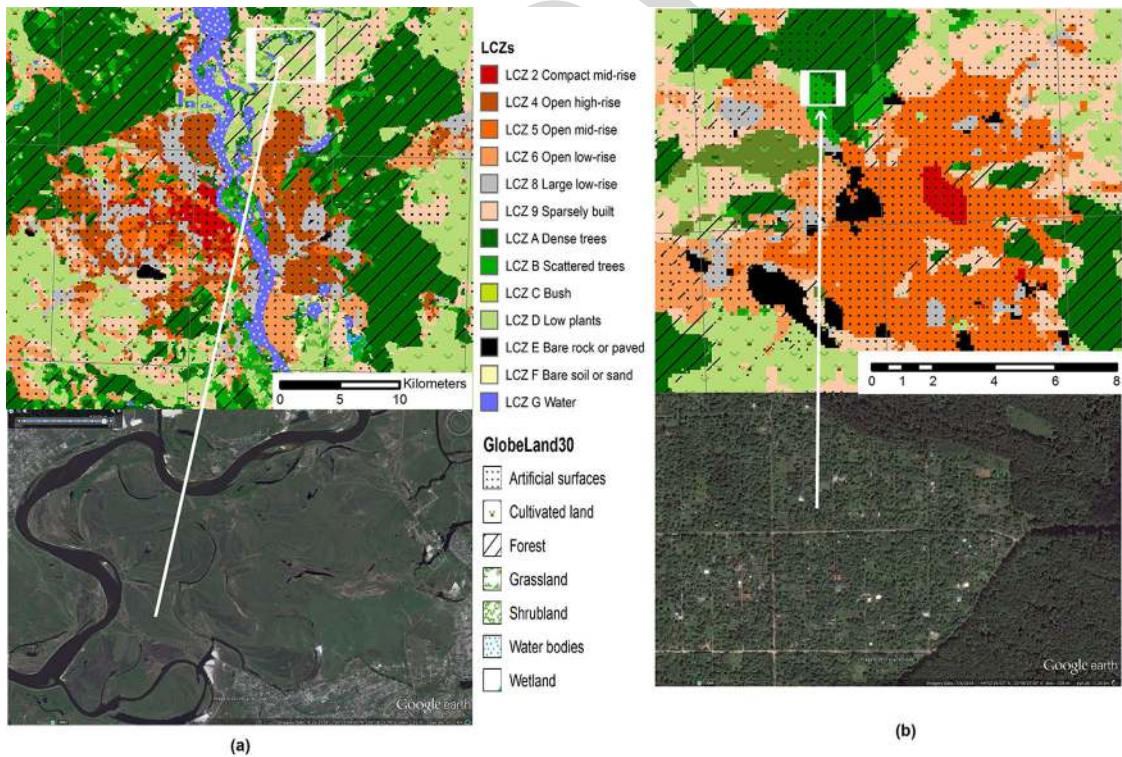 LCZs
LCZ 2 Compact mid-rise
LCZ 4 Open high-rise
LCZ 5 Open mid-rise
LCZ 6 Open low-rise
LCZ 8 Large low-rise
LCZ 9 Sparsely built
LCZ A Dense trees
LCZ B Scattered trees
LCZ C Bush
LCZ D Low plants
LCZ E Bare rock or paved
LCZ F Bare soil or sand
LCZ G Water
GlobeLand30
Artificial surfaces
Cultivated land
Forest
Grassland
Shrubland
Water bodies
Wetland
Kilometers
0 5 10
0 1 2 4 6 8
Google earth
Google earth
(a)
(b)